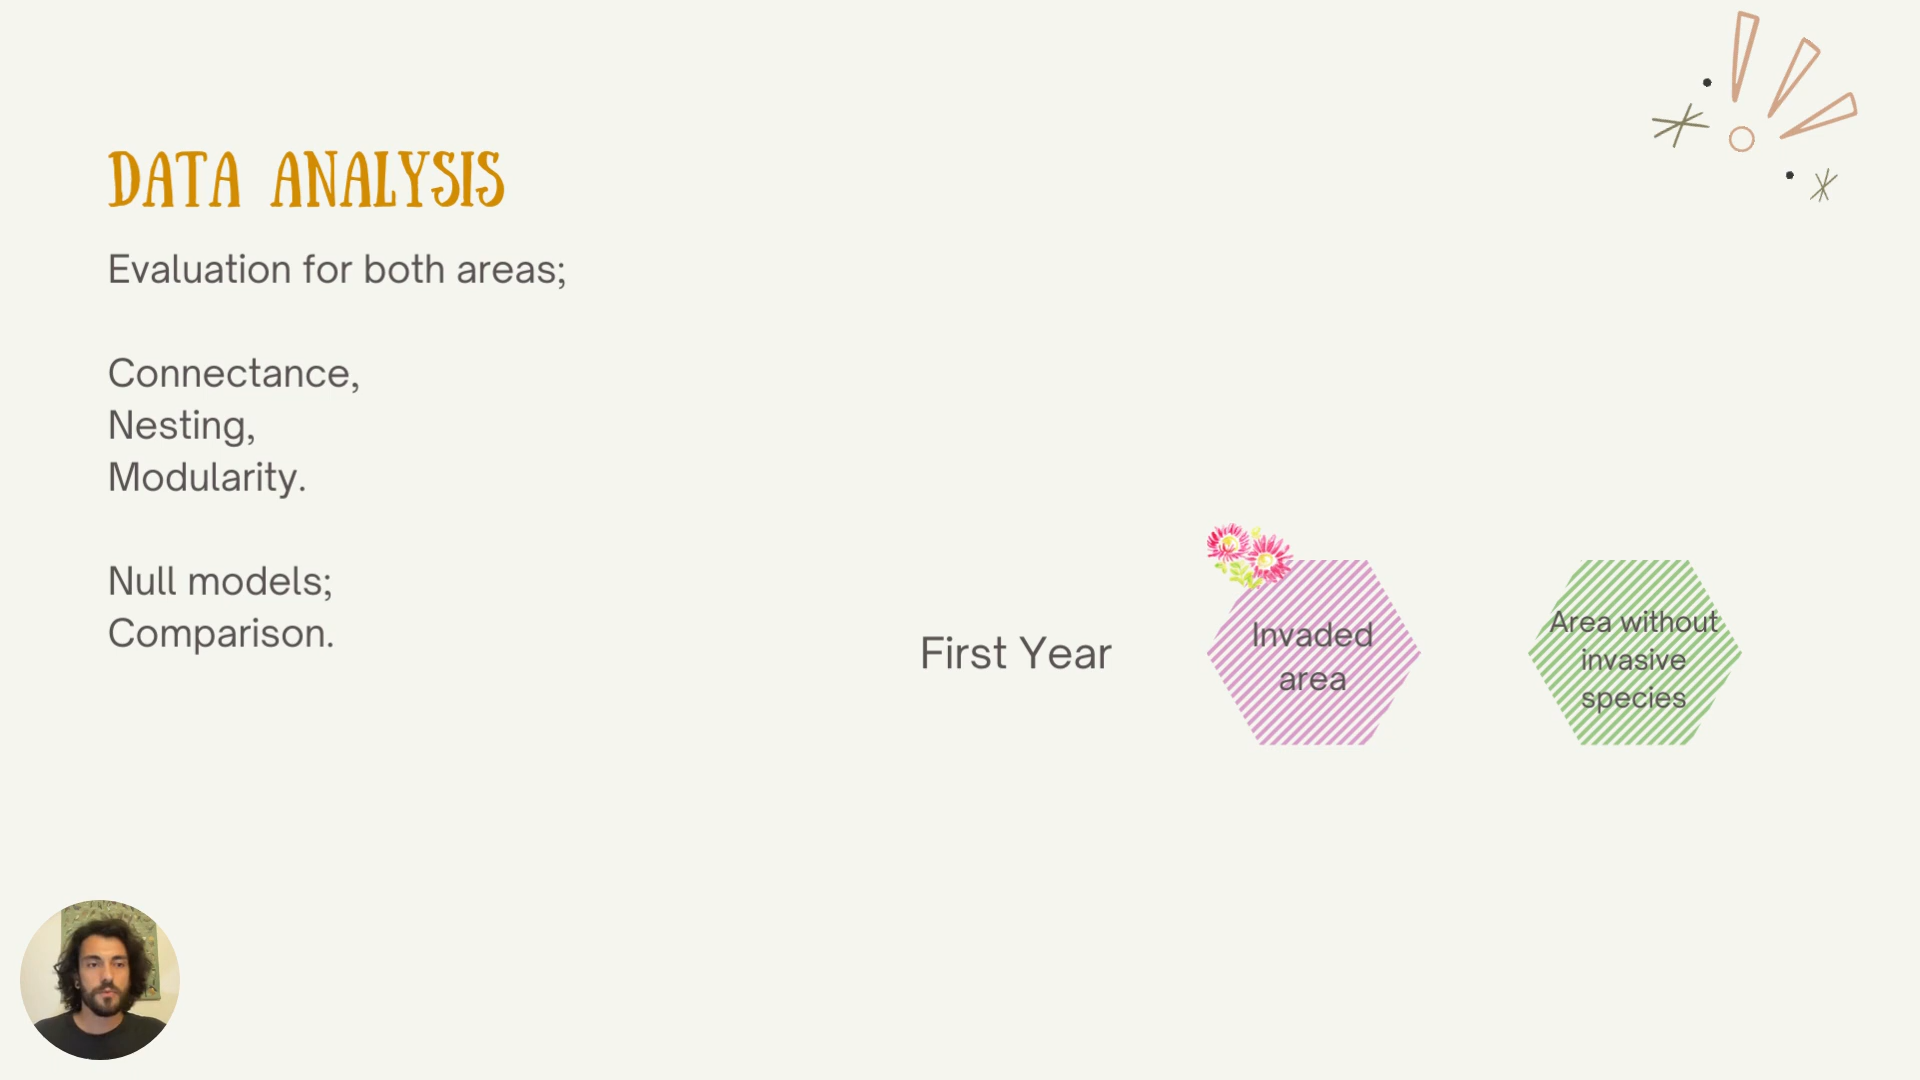 DATA ANALYSIS
Evaluation for both areas;
Connectance,
Nesting,
Modularity.
Null models;
Comparison.
First Year
Invaded
area
Area without
invasive
species